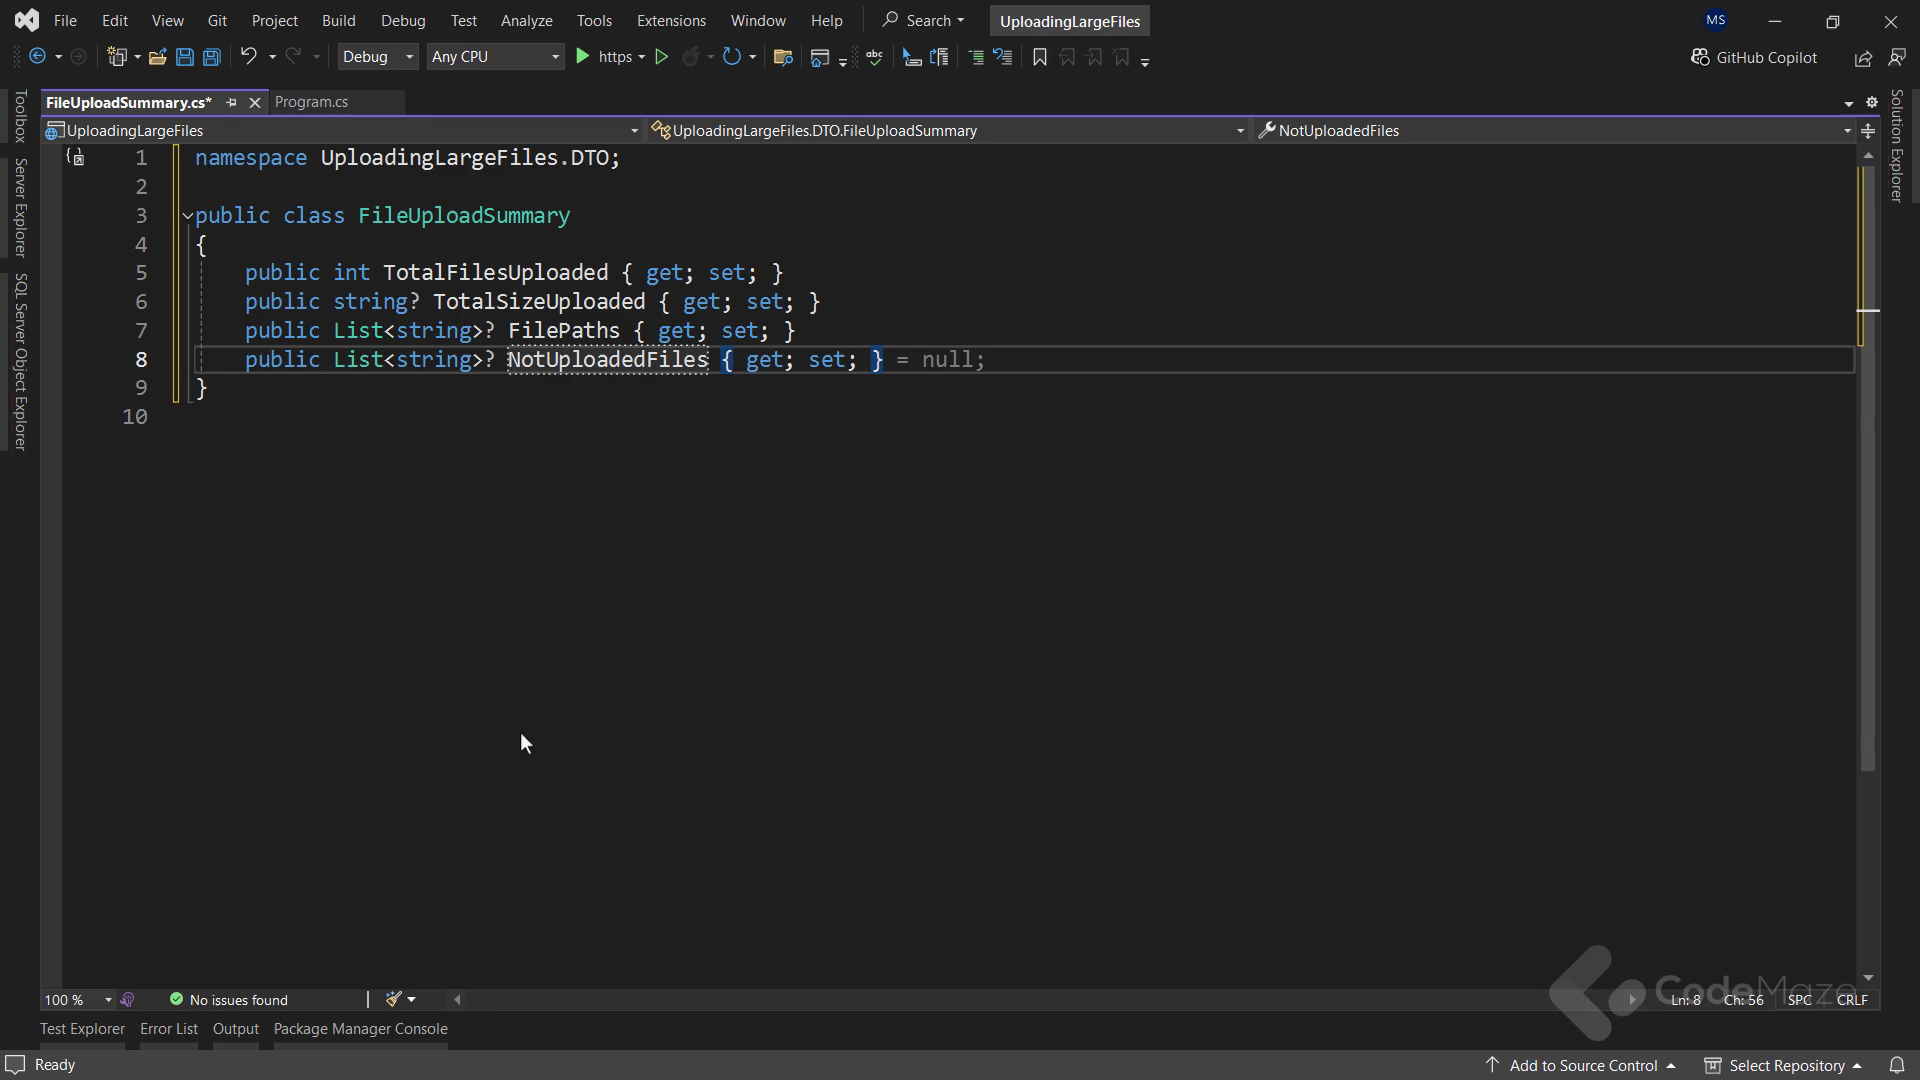 File Edit View Git Project Build Debug Test Analyze Tools Extensions Window Help Search UploadingLargeFiles MS
Debug Any CPU https abc GitHub Copilot
FileUploadSummary.cs* Program.cs
UploadingLargeFiles UploadingLargeFiles.DTO.FileUploadSummary NotUploadedFiles
Toolbox
Server Explorer
SQL Server Object Explorer
Solution Explorer
1 namespace UploadingLargeFiles.DTO;
2
3 public class FileUploadSummary
4 {
5 public int TotalFilesUploaded { get; set; }
6 public string? TotalSizeUploaded { get; set; }
7 public List<string>? FilePaths { get; set; }
8 public List<string>? NotUploadedFiles { get; set; } = null;
9 }
10
CodeMaze
100 % No issues found Ln: 8 Ch: 56 SPC CRLF
Test Explorer Error List Output Package Manager Console
Ready Add to Source Control Select Repository